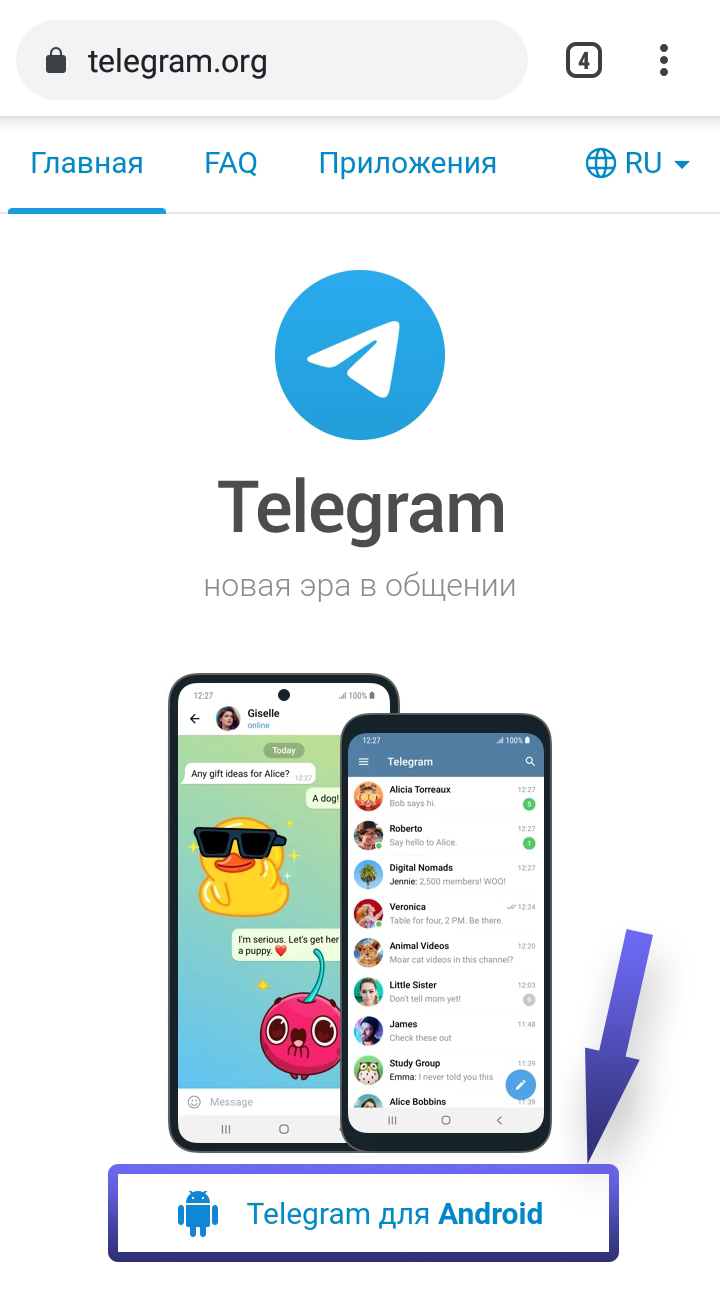 telegram.org
4
Главная
FAQ
Приложения
RU
Telegram
новая эра в общении
12:27
100%
Giselle
online
Today
Any gift ideas for Alice?
12:27
A dog!
I'm serious. Let's get her
a puppy. ❤️
Message
12:27
100%
Telegram
Alicia Torreaux
12:27
Bob says hi.
5
Roberto
12:27
Say hello to Alice.
1
Digital Nomads
12:27
Jennie: 2,500 members! WOO!
Veronica
12:24
Table for four, 2 PM. Be there.
Animal Videos
12:20
Moar cat videos in this channel?
Little Sister
12:03
Don't tell mom yet!
9
James
11:48
Check these out
Study Group
11:39
Emma: I never told you this
Alice Bobbins
11:39
Telegram для Android